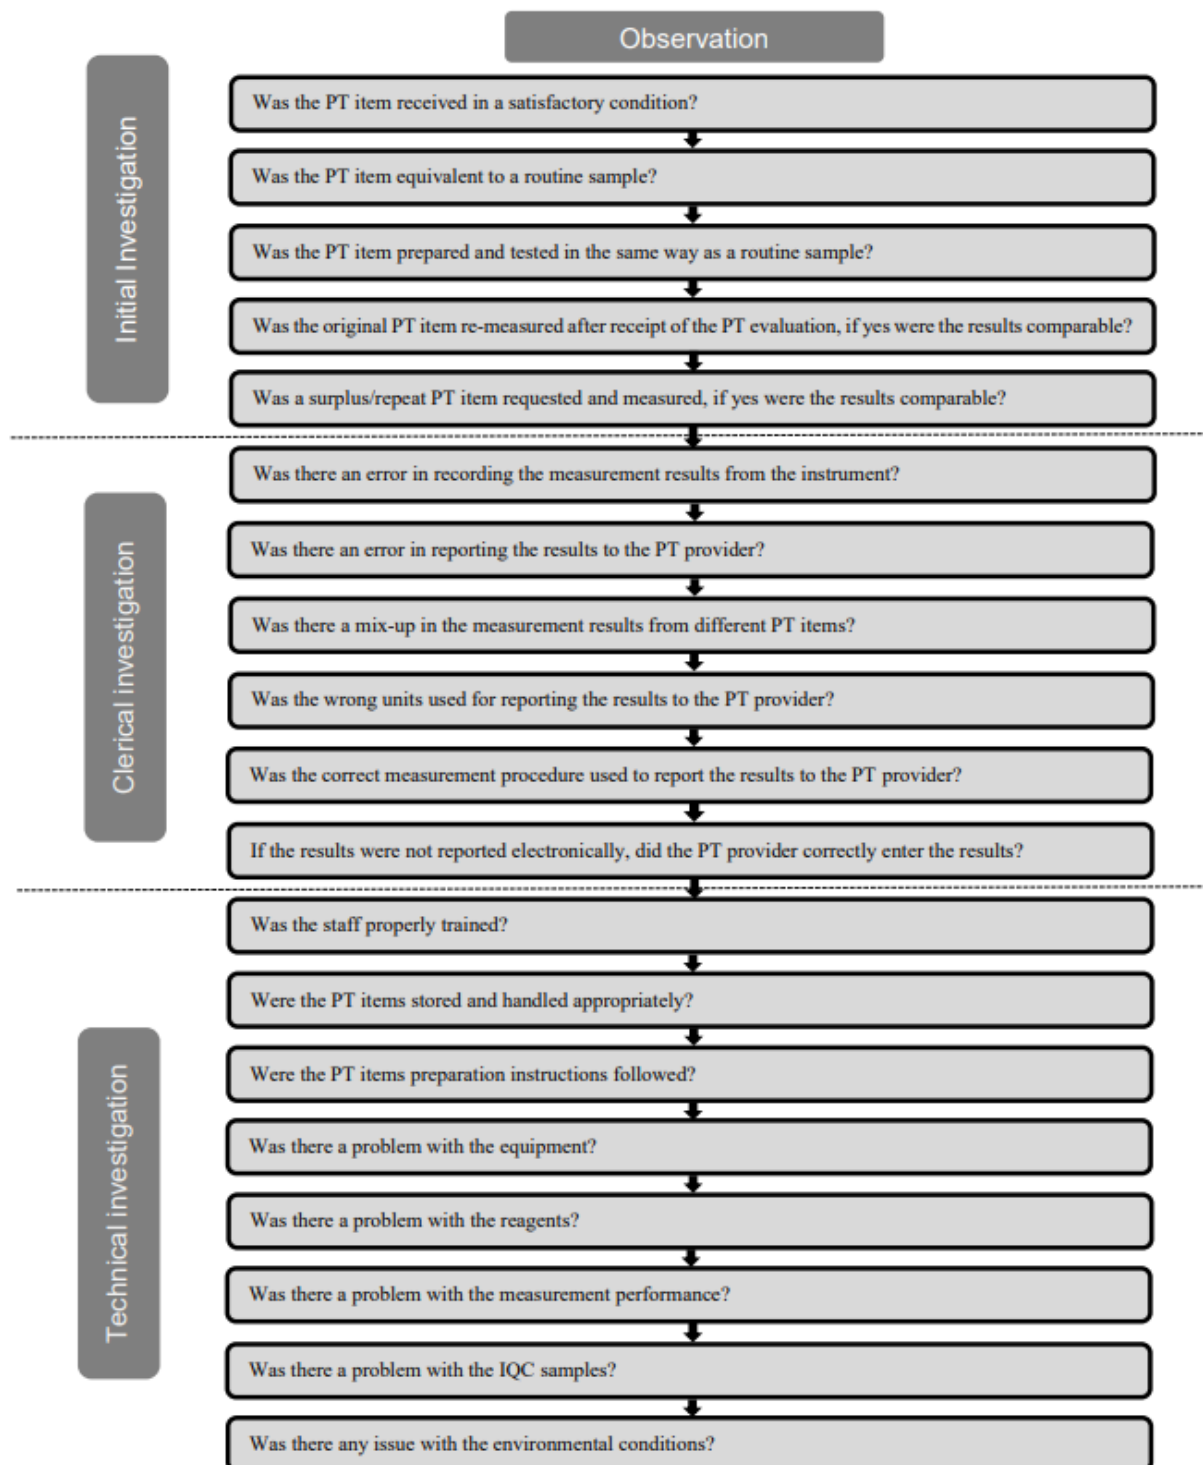 Observation
Initial Investigation
Was the PT item received in a satisfactory condition?
Was the PT item equivalent to a routine sample?
Was the PT item prepared and tested in the same way as a routine sample?
Was the original PT item re-measured after receipt of the PT evaluation, if yes were the results comparable?
Was a surplus/repeat PT item requested and measured, if yes were the results comparable?
Clerical investigation
Was there an error in recording the measurement results from the instrument?
Was there an error in reporting the results to the PT provider?
Was there a mix-up in the measurement results from different PT items?
Was the wrong units used for reporting the results to the PT provider?
Was the correct measurement procedure used to report the results to the PT provider?
If the results were not reported electronically, did the PT provider correctly enter the results?
Technical investigation
Was the staff properly trained?
Were the PT items stored and handled appropriately?
Were the PT items preparation instructions followed?
Was there a problem with the equipment?
Was there a problem with the reagents?
Was there a problem with the measurement performance?
Was there a problem with the IQC samples?
Was there any issue with the environmental conditions?